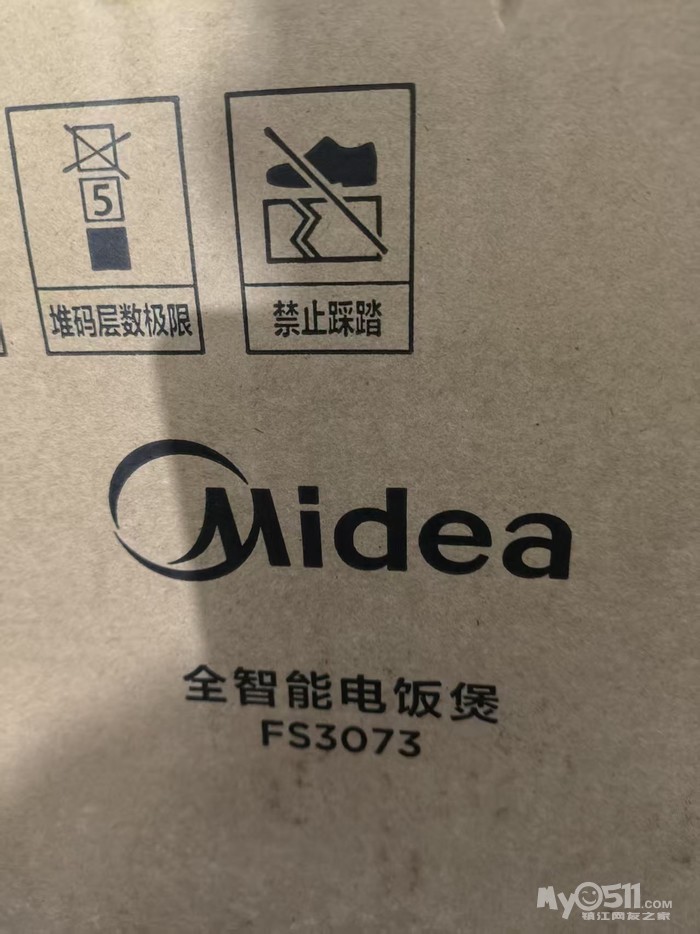 5
堆码层数极限
禁止踩踏
Midea
全智能电饭煲
FS3073
My0511.COM
镇江网友之家